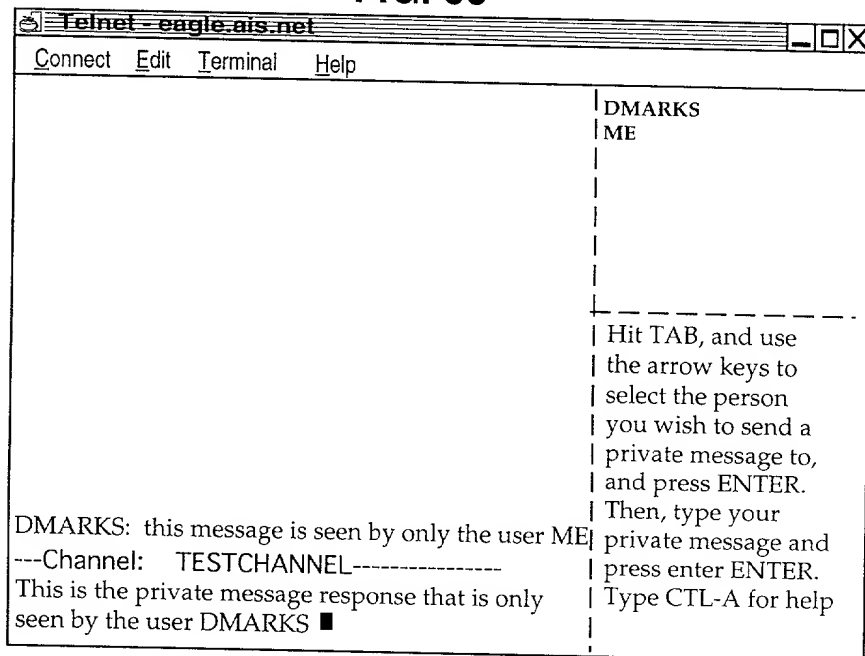 Telnet - eagle.ais.net
Connect Edit Terminal Help
DMARKS
ME
Hit TAB, and use
the arrow keys to
select the person
you wish to send a
private message to,
and press ENTER.
Then, type your
private message and
press enter ENTER.
Type CTL-A for help
DMARKS: this message is seen by only the user ME
---Channel: TESTCHANNEL----------------
This is the private message response that is only
seen by the user DMARKS